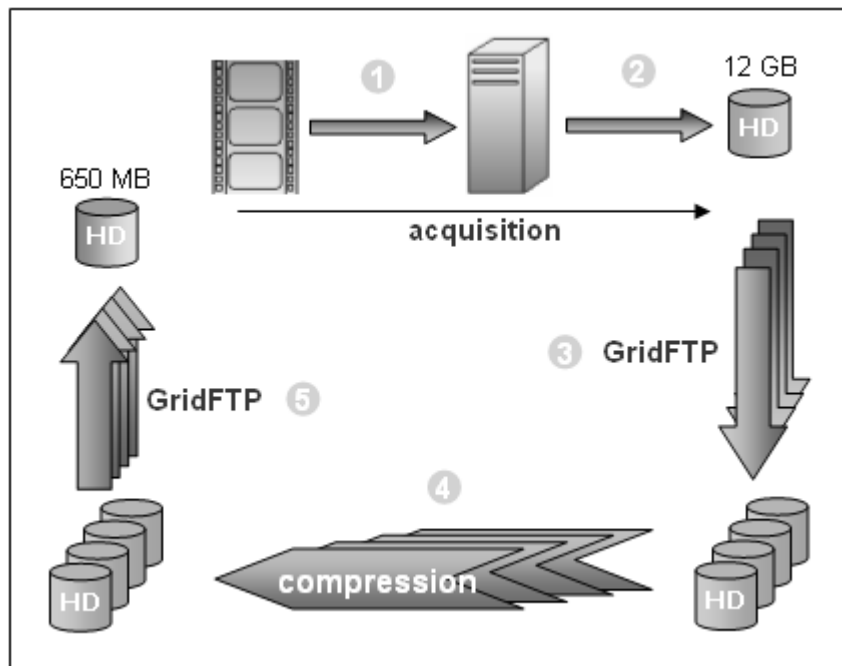 1
2
12 GB
HD
650 MB
HD
acquisition
3
GridFTP
GridFTP
5
4
compression
HD
HD